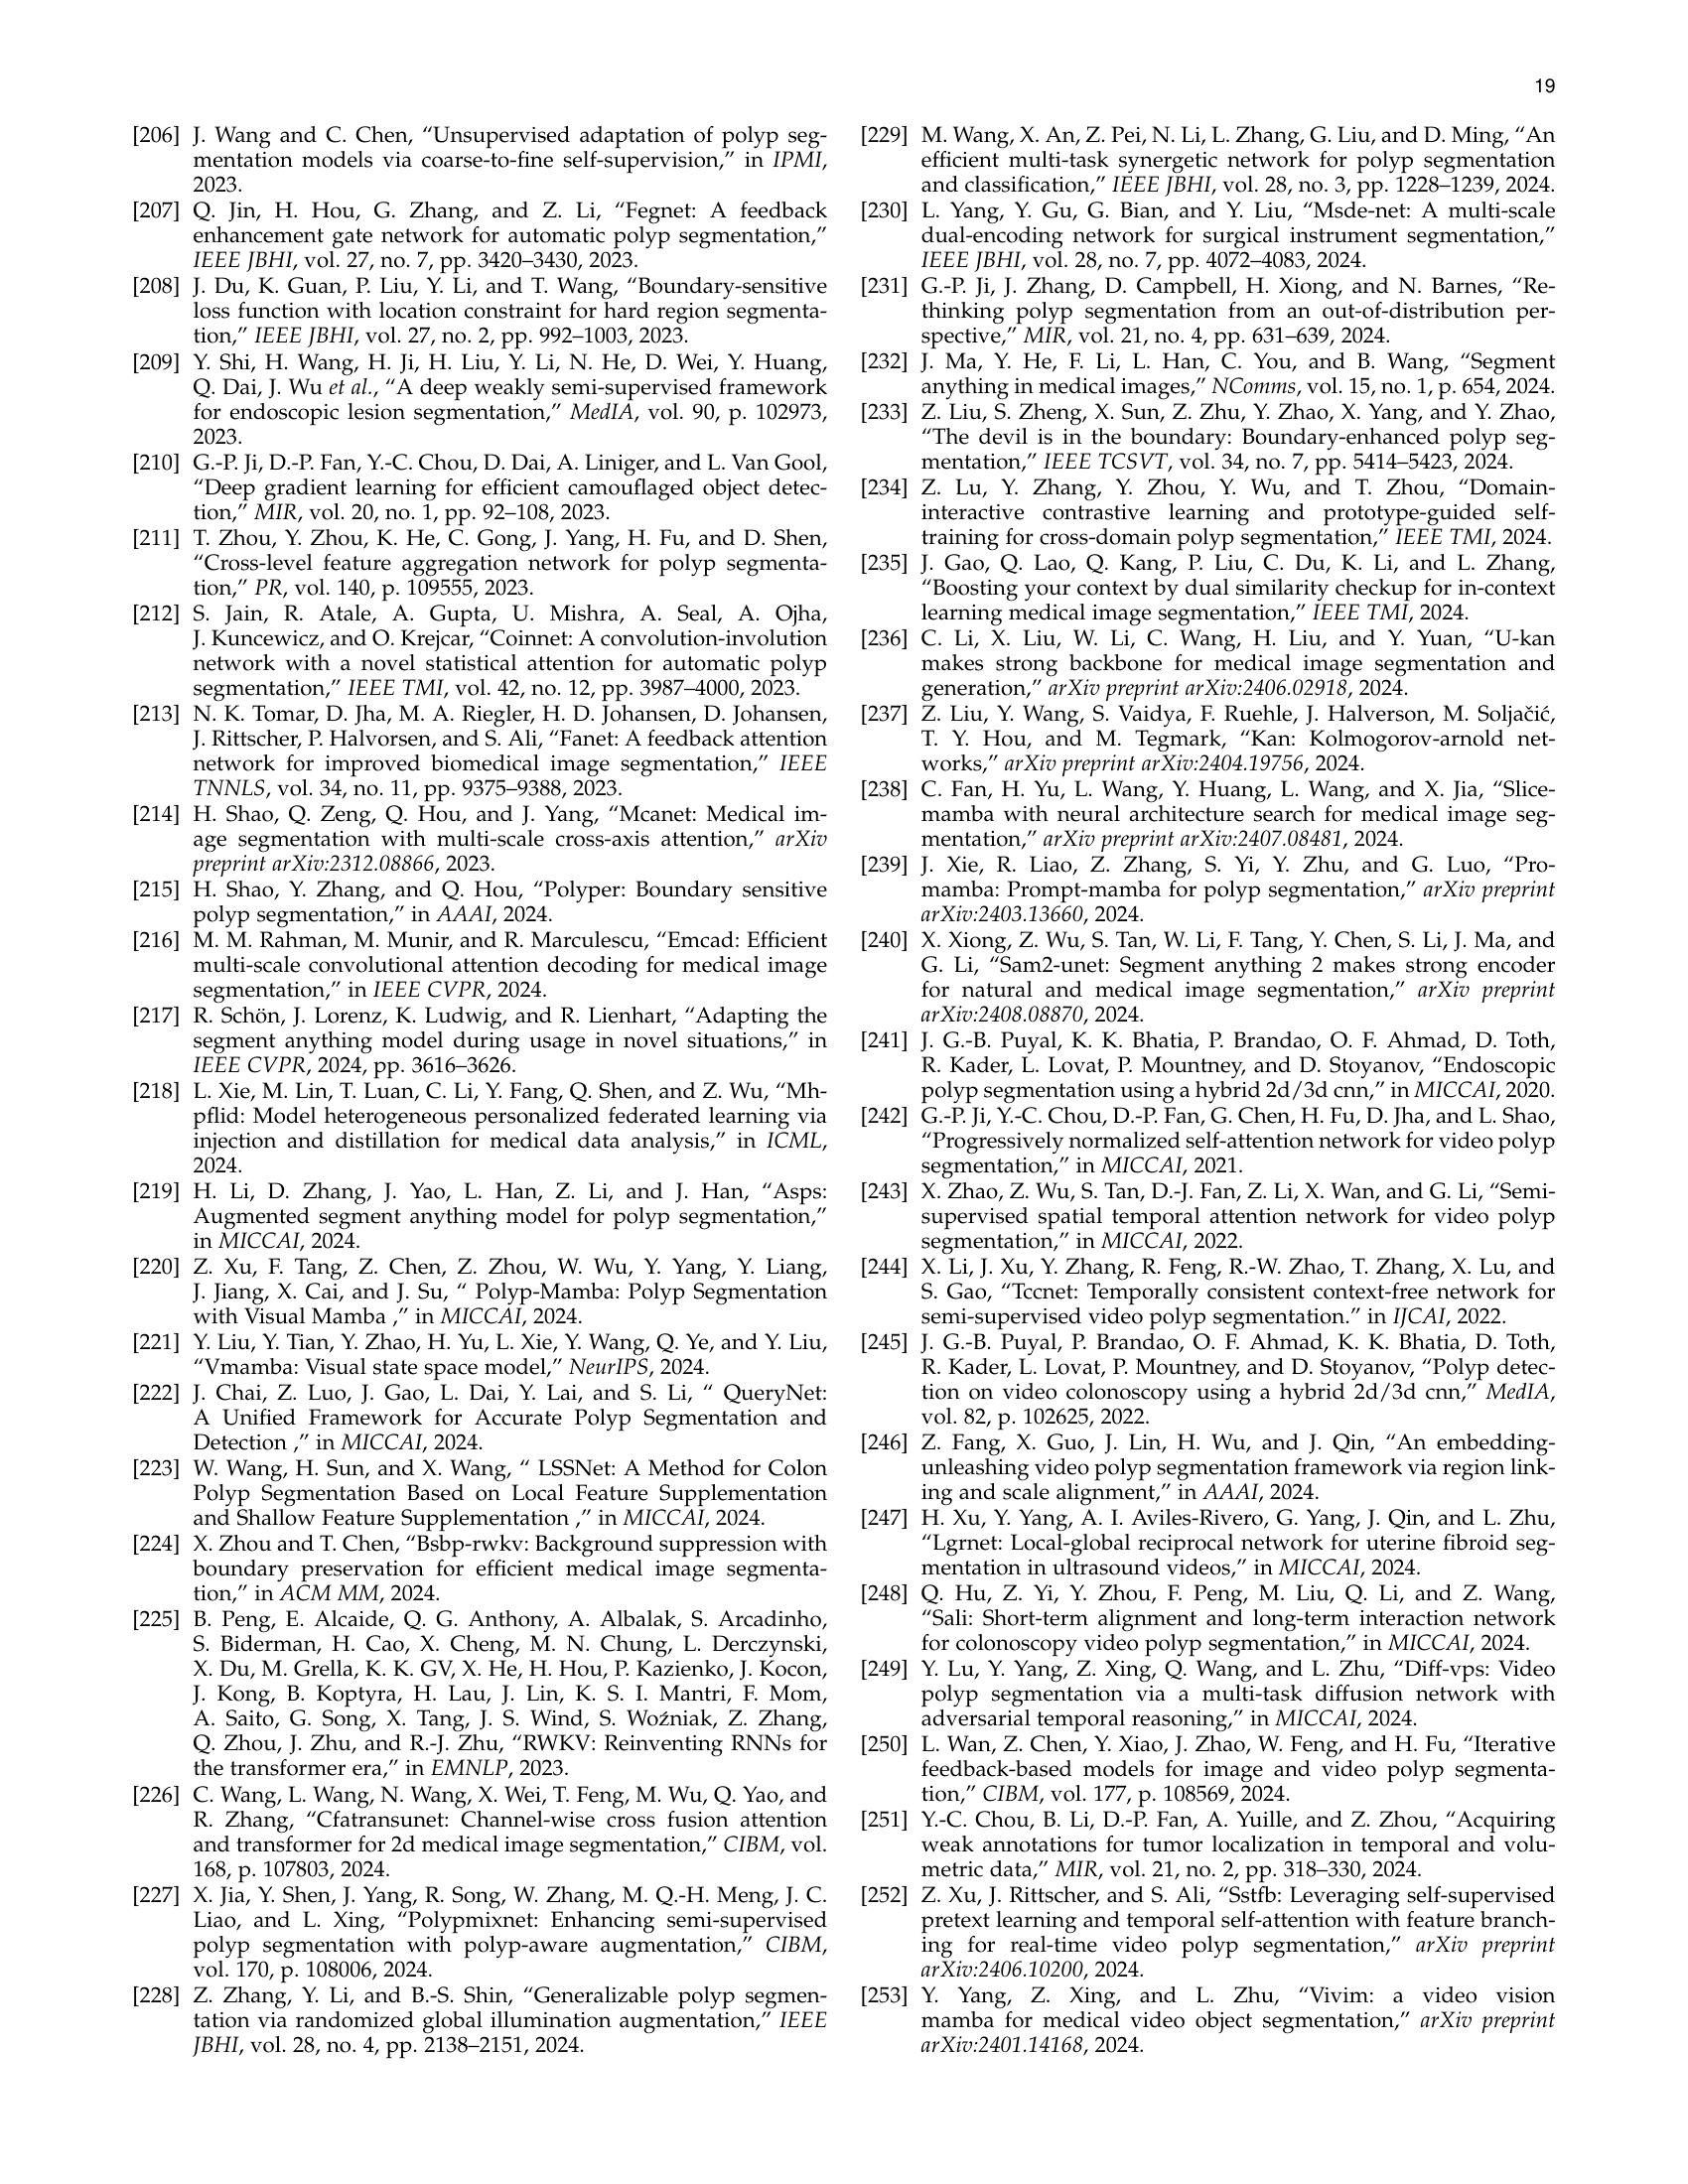 19
[206] J. Wang and C. Chen, “Unsupervised adaptation of polyp seg-
mentation models via coarse-to-fine self-supervision,” in IPMI,
2023.
[207] Q. Jin, H. Hou, G. Zhang, and Z. Li, “Fegnet: A feedback
enhancement gate network for automatic polyp segmentation,”
IEEE JBHI, vol. 27, no. 7, pp. 3420–3430, 2023.
[208] J. Du, K. Guan, P. Liu, Y. Li, and T. Wang, “Boundary-sensitive
loss function with location constraint for hard region segmenta-
tion,” IEEE JBHI, vol. 27, no. 2, pp. 992–1003, 2023.
[209] Y. Shi, H. Wang, H. Ji, H. Liu, Y. Li, N. He, D. Wei, Y. Huang,
Q. Dai, J. Wu et al., “A deep weakly semi-supervised framework
for endoscopic lesion segmentation,” MedIA, vol. 90, p. 102973,
2023.
[210] G.-P. Ji, D.-P. Fan, Y.-C. Chou, D. Dai, A. Liniger, and L. Van Gool,
“Deep gradient learning for efficient camouflaged object detec-
tion,” MIR, vol. 20, no. 1, pp. 92–108, 2023.
[211] T. Zhou, Y. Zhou, K. He, C. Gong, J. Yang, H. Fu, and D. Shen,
“Cross-level feature aggregation network for polyp segmenta-
tion,” PR, vol. 140, p. 109555, 2023.
[212] S. Jain, R. Atale, A. Gupta, U. Mishra, A. Seal, A. Ojha,
J. Kuncewicz, and O. Krejcar, “Coinnet: A convolution-involution
network with a novel statistical attention for automatic polyp
segmentation,” IEEE TMI, vol. 42, no. 12, pp. 3987–4000, 2023.
[213] N. K. Tomar, D. Jha, M. A. Riegler, H. D. Johansen, D. Johansen,
J. Rittscher, P. Halvorsen, and S. Ali, “Fanet: A feedback attention
network for improved biomedical image segmentation,” IEEE
TNNLS, vol. 34, no. 11, pp. 9375–9388, 2023.
[214] H. Shao, Q. Zeng, Q. Hou, and J. Yang, “Mcanet: Medical im-
age segmentation with multi-scale cross-axis attention,” arXiv
preprint arXiv:2312.08866, 2023.
[215] H. Shao, Y. Zhang, and Q. Hou, “Polyper: Boundary sensitive
polyp segmentation,” in AAAI, 2024.
[216] M. M. Rahman, M. Munir, and R. Marculescu, “Emcad: Efficient
multi-scale convolutional attention decoding for medical image
segmentation,” in IEEE CVPR, 2024.
[217] R. Schön, J. Lorenz, K. Ludwig, and R. Lienhart, “Adapting the
segment anything model during usage in novel situations,” in
IEEE CVPR, 2024, pp. 3616–3626.
[218] L. Xie, M. Lin, T. Luan, C. Li, Y. Fang, Q. Shen, and Z. Wu, “Mh-
pflid: Model heterogeneous personalized federated learning via
injection and distillation for medical data analysis,” in ICML,
2024.
[219] H. Li, D. Zhang, J. Yao, L. Han, Z. Li, and J. Han, “Asps:
Augmented segment anything model for polyp segmentation,”
in MICCAI, 2024.
[220] Z. Xu, F. Tang, Z. Chen, Z. Zhou, W. Wu, Y. Yang, Y. Liang,
J. Jiang, X. Cai, and J. Su, “ Polyp-Mamba: Polyp Segmentation
with Visual Mamba ,” in MICCAI, 2024.
[221] Y. Liu, Y. Tian, Y. Zhao, H. Yu, L. Xie, Y. Wang, Q. Ye, and Y. Liu,
“Vmamba: Visual state space model,” NeurIPS, 2024.
[222] J. Chai, Z. Luo, J. Gao, L. Dai, Y. Lai, and S. Li, “ QueryNet:
A Unified Framework for Accurate Polyp Segmentation and
Detection ,” in MICCAI, 2024.
[223] W. Wang, H. Sun, and X. Wang, “ LSSNet: A Method for Colon
Polyp Segmentation Based on Local Feature Supplementation
and Shallow Feature Supplementation ,” in MICCAI, 2024.
[224] X. Zhou and T. Chen, “Bsbp-rwkv: Background suppression with
boundary preservation for efficient medical image segmenta-
tion,” in ACM MM, 2024.
[225] B. Peng, E. Alcaide, Q. G. Anthony, A. Albalak, S. Arcadinho,
S. Biderman, H. Cao, X. Cheng, M. N. Chung, L. Derczynski,
X. Du, M. Grella, K. K. GV, X. He, H. Hou, P. Kazienko, J. Kocon,
J. Kong, B. Koptyra, H. Lau, J. Lin, K. S. I. Mantri, F. Mom,
A. Saito, G. Song, X. Tang, J. S. Wind, S. Woźniak, Z. Zhang,
Q. Zhou, J. Zhu, and R.-J. Zhu, “RWKV: Reinventing RNNs for
the transformer era,” in EMNLP, 2023.
[226] C. Wang, L. Wang, N. Wang, X. Wei, T. Feng, M. Wu, Q. Yao, and
R. Zhang, “Cfatransunet: Channel-wise cross fusion attention
and transformer for 2d medical image segmentation,” CIBM, vol.
168, p. 107803, 2024.
[227] X. Jia, Y. Shen, J. Yang, R. Song, W. Zhang, M. Q.-H. Meng, J. C.
Liao, and L. Xing, “Polypmixnet: Enhancing semi-supervised
polyp segmentation with polyp-aware augmentation,” CIBM,
vol. 170, p. 108006, 2024.
[228] Z. Zhang, Y. Li, and B.-S. Shin, “Generalizable polyp segmen-
tation via randomized global illumination augmentation,” IEEE
JBHI, vol. 28, no. 4, pp. 2138–2151, 2024.
[229] M. Wang, X. An, Z. Pei, N. Li, L. Zhang, G. Liu, and D. Ming, “An
efficient multi-task synergetic network for polyp segmentation
and classification,” IEEE JBHI, vol. 28, no. 3, pp. 1228–1239, 2024.
[230] L. Yang, Y. Gu, G. Bian, and Y. Liu, “Msde-net: A multi-scale
dual-encoding network for surgical instrument segmentation,”
IEEE JBHI, vol. 28, no. 7, pp. 4072–4083, 2024.
[231] G.-P. Ji, J. Zhang, D. Campbell, H. Xiong, and N. Barnes, “Re-
thinking polyp segmentation from an out-of-distribution per-
spective,” MIR, vol. 21, no. 4, pp. 631–639, 2024.
[232] J. Ma, Y. He, F. Li, L. Han, C. You, and B. Wang, “Segment
anything in medical images,” NComms, vol. 15, no. 1, p. 654, 2024.
[233] Z. Liu, S. Zheng, X. Sun, Z. Zhu, Y. Zhao, X. Yang, and Y. Zhao,
“The devil is in the boundary: Boundary-enhanced polyp seg-
mentation,” IEEE TCSVT, vol. 34, no. 7, pp. 5414–5423, 2024.
[234] Z. Lu, Y. Zhang, Y. Zhou, Y. Wu, and T. Zhou, “Domain-
interactive contrastive learning and prototype-guided self-
training for cross-domain polyp segmentation,” IEEE TMI, 2024.
[235] J. Gao, Q. Lao, Q. Kang, P. Liu, C. Du, K. Li, and L. Zhang,
“Boosting your context by dual similarity checkup for in-context
learning medical image segmentation,” IEEE TMI, 2024.
[236] C. Li, X. Liu, W. Li, C. Wang, H. Liu, and Y. Yuan, “U-kan
makes strong backbone for medical image segmentation and
generation,” arXiv preprint arXiv:2406.02918, 2024.
[237] Z. Liu, Y. Wang, S. Vaidya, F. Ruehle, J. Halverson, M. Soljačić,
T. Y. Hou, and M. Tegmark, “Kan: Kolmogorov-arnold net-
works,” arXiv preprint arXiv:2404.19756, 2024.
[238] C. Fan, H. Yu, L. Wang, Y. Huang, L. Wang, and X. Jia, “Slice-
mamba with neural architecture search for medical image seg-
mentation,” arXiv preprint arXiv:2407.08481, 2024.
[239] J. Xie, R. Liao, Z. Zhang, S. Yi, Y. Zhu, and G. Luo, “Pro-
mamba: Prompt-mamba for polyp segmentation,” arXiv preprint
arXiv:2403.13660, 2024.
[240] X. Xiong, Z. Wu, S. Tan, W. Li, F. Tang, Y. Chen, S. Li, J. Ma, and
G. Li, “Sam2-unet: Segment anything 2 makes strong encoder
for natural and medical image segmentation,” arXiv preprint
arXiv:2408.08870, 2024.
[241] J. G.-B. Puyal, K. K. Bhatia, P. Brandao, O. F. Ahmad, D. Toth,
R. Kader, L. Lovat, P. Mountney, and D. Stoyanov, “Endoscopic
polyp segmentation using a hybrid 2d/3d cnn,” in MICCAI, 2020.
[242] G.-P. Ji, Y.-C. Chou, D.-P. Fan, G. Chen, H. Fu, D. Jha, and L. Shao,
“Progressively normalized self-attention network for video polyp
segmentation,” in MICCAI, 2021.
[243] X. Zhao, Z. Wu, S. Tan, D.-J. Fan, Z. Li, X. Wan, and G. Li, “Semi-
supervised spatial temporal attention network for video polyp
segmentation,” in MICCAI, 2022.
[244] X. Li, J. Xu, Y. Zhang, R. Feng, R.-W. Zhao, T. Zhang, X. Lu, and
S. Gao, “Tccnet: Temporally consistent context-free network for
semi-supervised video polyp segmentation.” in IJCAI, 2022.
[245] J. G.-B. Puyal, P. Brandao, O. F. Ahmad, K. K. Bhatia, D. Toth,
R. Kader, L. Lovat, P. Mountney, and D. Stoyanov, “Polyp detec-
tion on video colonoscopy using a hybrid 2d/3d cnn,” MedIA,
vol. 82, p. 102625, 2022.
[246] Z. Fang, X. Guo, J. Lin, H. Wu, and J. Qin, “An embedding-
unleashing video polyp segmentation framework via region link-
ing and scale alignment,” in AAAI, 2024.
[247] H. Xu, Y. Yang, A. I. Aviles-Rivero, G. Yang, J. Qin, and L. Zhu,
“Lgrnet: Local-global reciprocal network for uterine fibroid seg-
mentation in ultrasound videos,” in MICCAI, 2024.
[248] Q. Hu, Z. Yi, Y. Zhou, F. Peng, M. Liu, Q. Li, and Z. Wang,
“Sali: Short-term alignment and long-term interaction network
for colonoscopy video polyp segmentation,” in MICCAI, 2024.
[249] Y. Lu, Y. Yang, Z. Xing, Q. Wang, and L. Zhu, “Diff-vps: Video
polyp segmentation via a multi-task diffusion network with
adversarial temporal reasoning,” in MICCAI, 2024.
[250] L. Wan, Z. Chen, Y. Xiao, J. Zhao, W. Feng, and H. Fu, “Iterative
feedback-based models for image and video polyp segmenta-
tion,” CIBM, vol. 177, p. 108569, 2024.
[251] Y.-C. Chou, B. Li, D.-P. Fan, A. Yuille, and Z. Zhou, “Acquiring
weak annotations for tumor localization in temporal and volu-
metric data,” MIR, vol. 21, no. 2, pp. 318–330, 2024.
[252] Z. Xu, J. Rittscher, and S. Ali, “Sstfb: Leveraging self-supervised
pretext learning and temporal self-attention with feature branch-
ing for real-time video polyp segmentation,” arXiv preprint
arXiv:2406.10200, 2024.
[253] Y. Yang, Z. Xing, and L. Zhu, “Vivim: a video vision
mamba for medical video object segmentation,” arXiv preprint
arXiv:2401.14168, 2024.